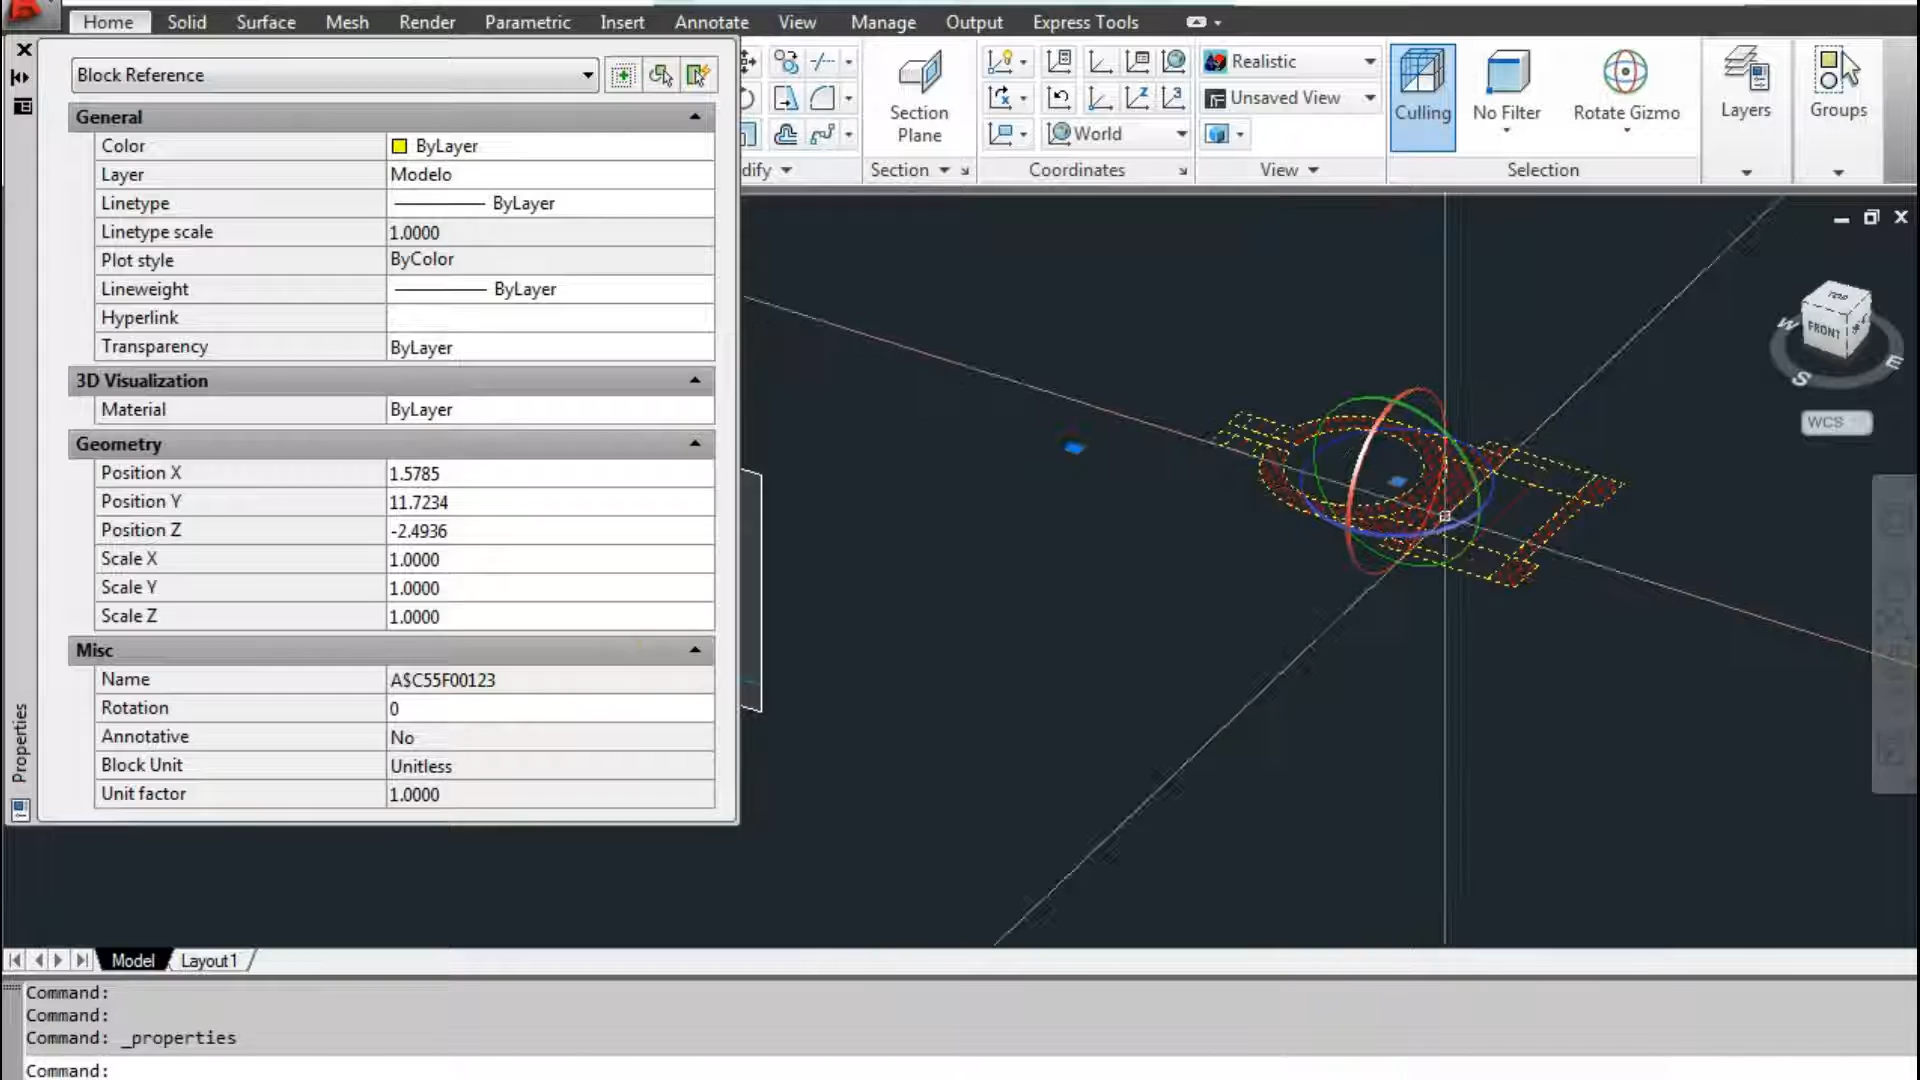 Home Solid Surface Mesh Render Parametric Insert Annotate View Manage Output Express Tools
Block Reference
General
Color ByLayer
Layer Modelo
Linetype ByLayer
Linetype scale 1.0000
Plot style ByColor
Lineweight ByLayer
Hyperlink
Transparency ByLayer
3D Visualization
Material ByLayer
Geometry
Position X 1.5785
Position Y 11.7234
Position Z -2.4936
Scale X 1.0000
Scale Y 1.0000
Scale Z 1.0000
Misc
Name A$C55F00123
Rotation 0
Annotative No
Block Unit Unitless
Unit factor 1.0000
Properties
Section
Plane
World
Realistic
Unsaved View
Culling
No Filter
Rotate Gizmo
Layers
Groups
dify
Section
Coordinates
View
Selection
TOP
FRONT
W
S
E
WCS
Model Layout1
Command:
Command:
Command: _properties
Command: